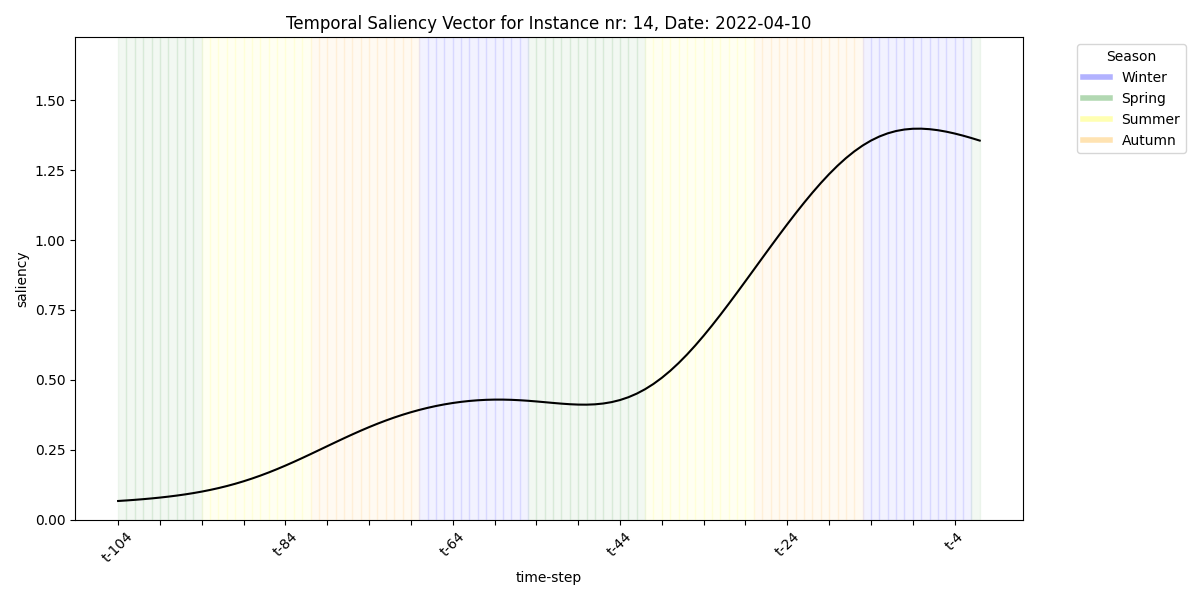 Temporal Saliency Vector for Instance nr: 14, Date: 2022-04-10
Season
Winter
Spring
Summer
Autumn
saliency
1.50
1.25
1.00
0.75
0.50
0.25
0.00
t-104
t-84
t-64
t-44
t-24
t-4
time-step